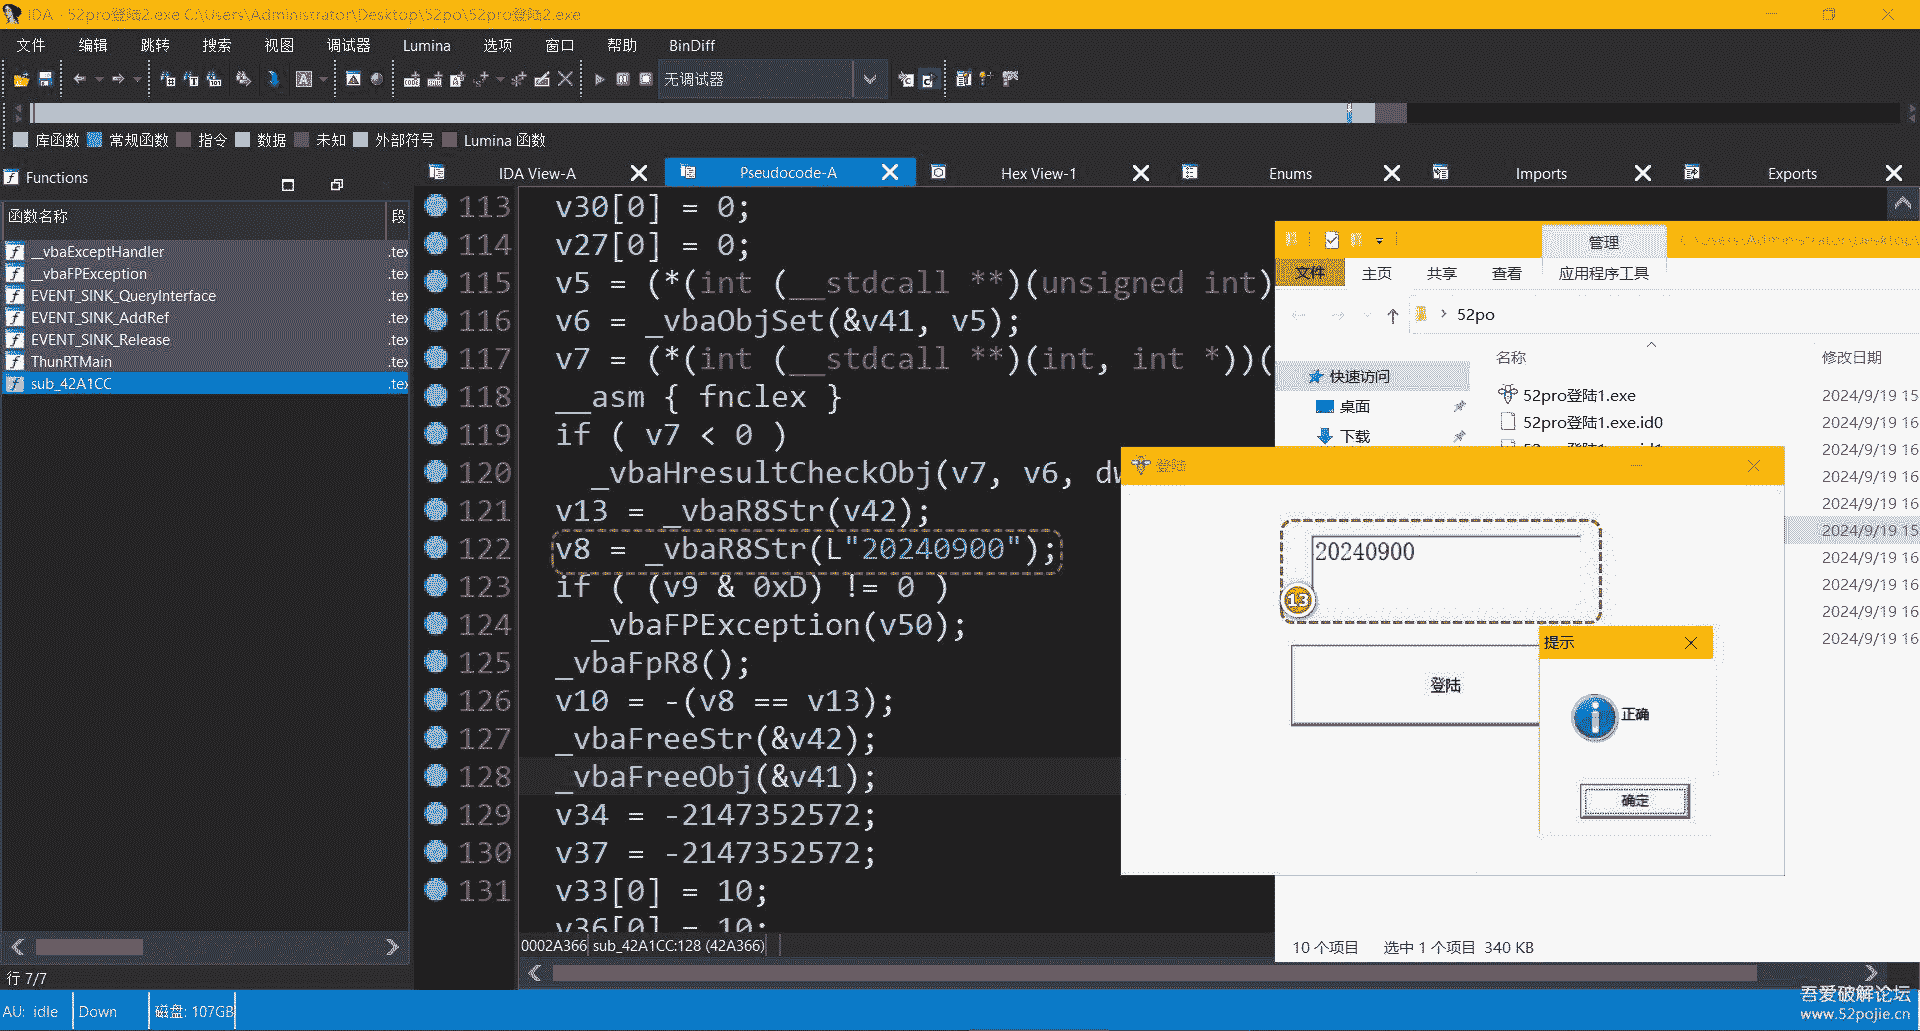 IDA - 52pro登陆2.exe C:\Users\Administrator\Desktop\52po\52pro登陆2.exe
文件 编辑 跳转 搜索 视图 调试器 Lumina 选项 窗口 帮助 BinDiff
无调试器
库函数 常规函数 指令 数据 未知 外部符号 Lumina 函数
Functions
函数名称 段
__vbaExceptHandler .tex
__vbaFPException .tex
EVENT_SINK_QueryInterface .tex
EVENT_SINK_AddRef .tex
EVENT_SINK_Release .tex
ThunRTMain .tex
sub_42A1CC .tex
行 7/7
IDA View-A Pseudocode-A Hex View-1 Enums Imports Exports
113 v30[0] = 0;
114 v27[0] = 0;
115 v5 = (*(int (__stdcall **)(unsigned int)
116 v6 = _vbaObjSet(&v41, v5);
117 v7 = (*(int (__stdcall **)(int, int *))(
118 __asm { fnclex }
119 if ( v7 < 0 )
120 _vbaHresultCheckObj(v7, v6, dw
121 v13 = _vbaR8Str(v42);
122 v8 = _vbaR8Str(L"20240900");
123 if ( (v9 & 0xD) != 0 )
124 _vbaFPException(v50);
125 _vbaFpR8();
126 v10 = -(v8 == v13);
127 _vbaFreeStr(&v42);
128 _vbaFreeObj(&v41);
129 v34 = -2147352572;
130 v37 = -2147352572;
131 v33[0] = 10;
v36[0] = 10;
0002A366 sub_42A1CC:128 (42A366)
管理
文件 主页 共享 查看 应用程序工具
52po
名称 修改日期
快速访问
桌面
下载
52pro登陆1.exe 2024/9/19 15
52pro登陆1.exe.id0 2024/9/19 16
2024/9/19 16
2024/9/19 16
2024/9/19 16
2024/9/19 15
2024/9/19 16
2024/9/19 16
2024/9/19 16
2024/9/19 16
登陆
20240900
13
登陆
提示
正确
确定
10 个项目 选中 1 个项目 340 KB
AU: idle Down 磁盘: 107GB
吾爱破解论坛
www.52pojie.cn